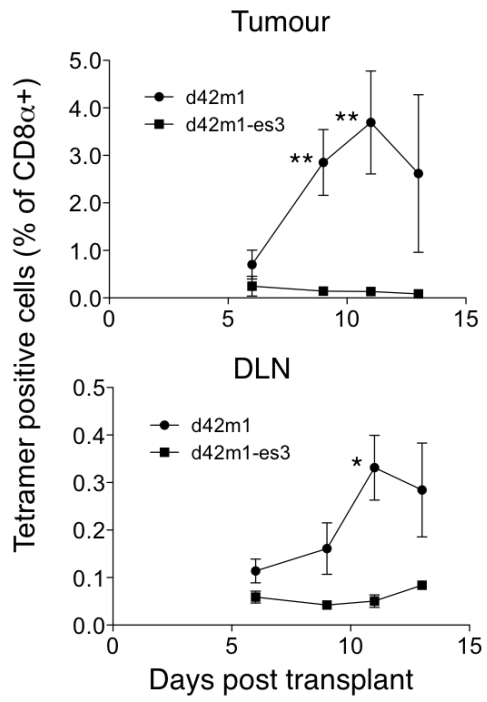 Tumour
5.0
4.0
3.0
2.0
1.0
0.0
d42m1
d42m1-es3
**
**
0
5
10
15
Tetramer positive cells (% of CD8α+)
DLN
0.5
0.4
0.3
0.2
0.1
0.0
d42m1
d42m1-es3
*
0
5
10
15
Days post transplant